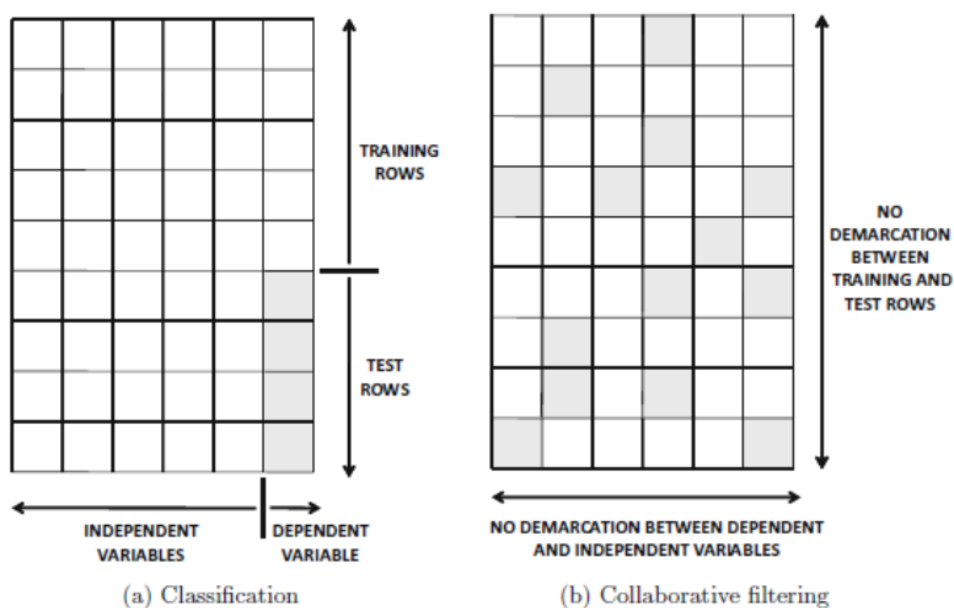 TRAINING
ROWS
TEST
ROWS
INDEPENDENT
VARIABLES
DEPENDENT
VARIABLE
(a) Classification
NO
DEMARCATION
BETWEEN
TRAINING AND
TEST ROWS
NO DEMARCATION BETWEEN DEPENDENT
AND INDEPENDENT VARIABLES
(b) Collaborative filtering